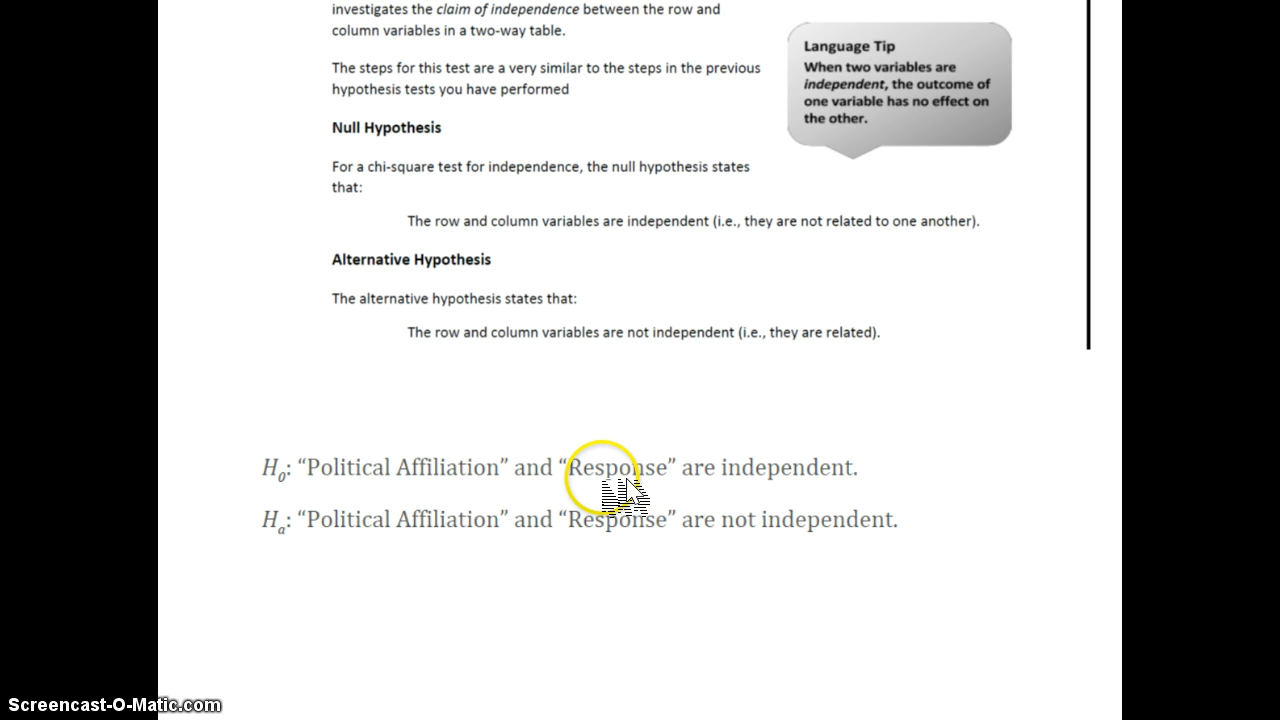 investigates the claim of independence between the row and
column variables in a two-way table.
Language Tip
When two variables are
independent, the outcome of
one variable has no effect on
the other.
The steps for this test are a very similar to the steps in the previous
hypothesis tests you have performed
Null Hypothesis
For a chi-square test for independence, the null hypothesis states
that:
The row and column variables are independent (i.e., they are not related to one another).
Alternative Hypothesis
The alternative hypothesis states that:
The row and column variables are not independent (i.e., they are related).
H0: “Political Affiliation” and “Response” are independent.
Ha: “Political Affiliation” and “Response” are not independent.
Screencast-O-Matic.com